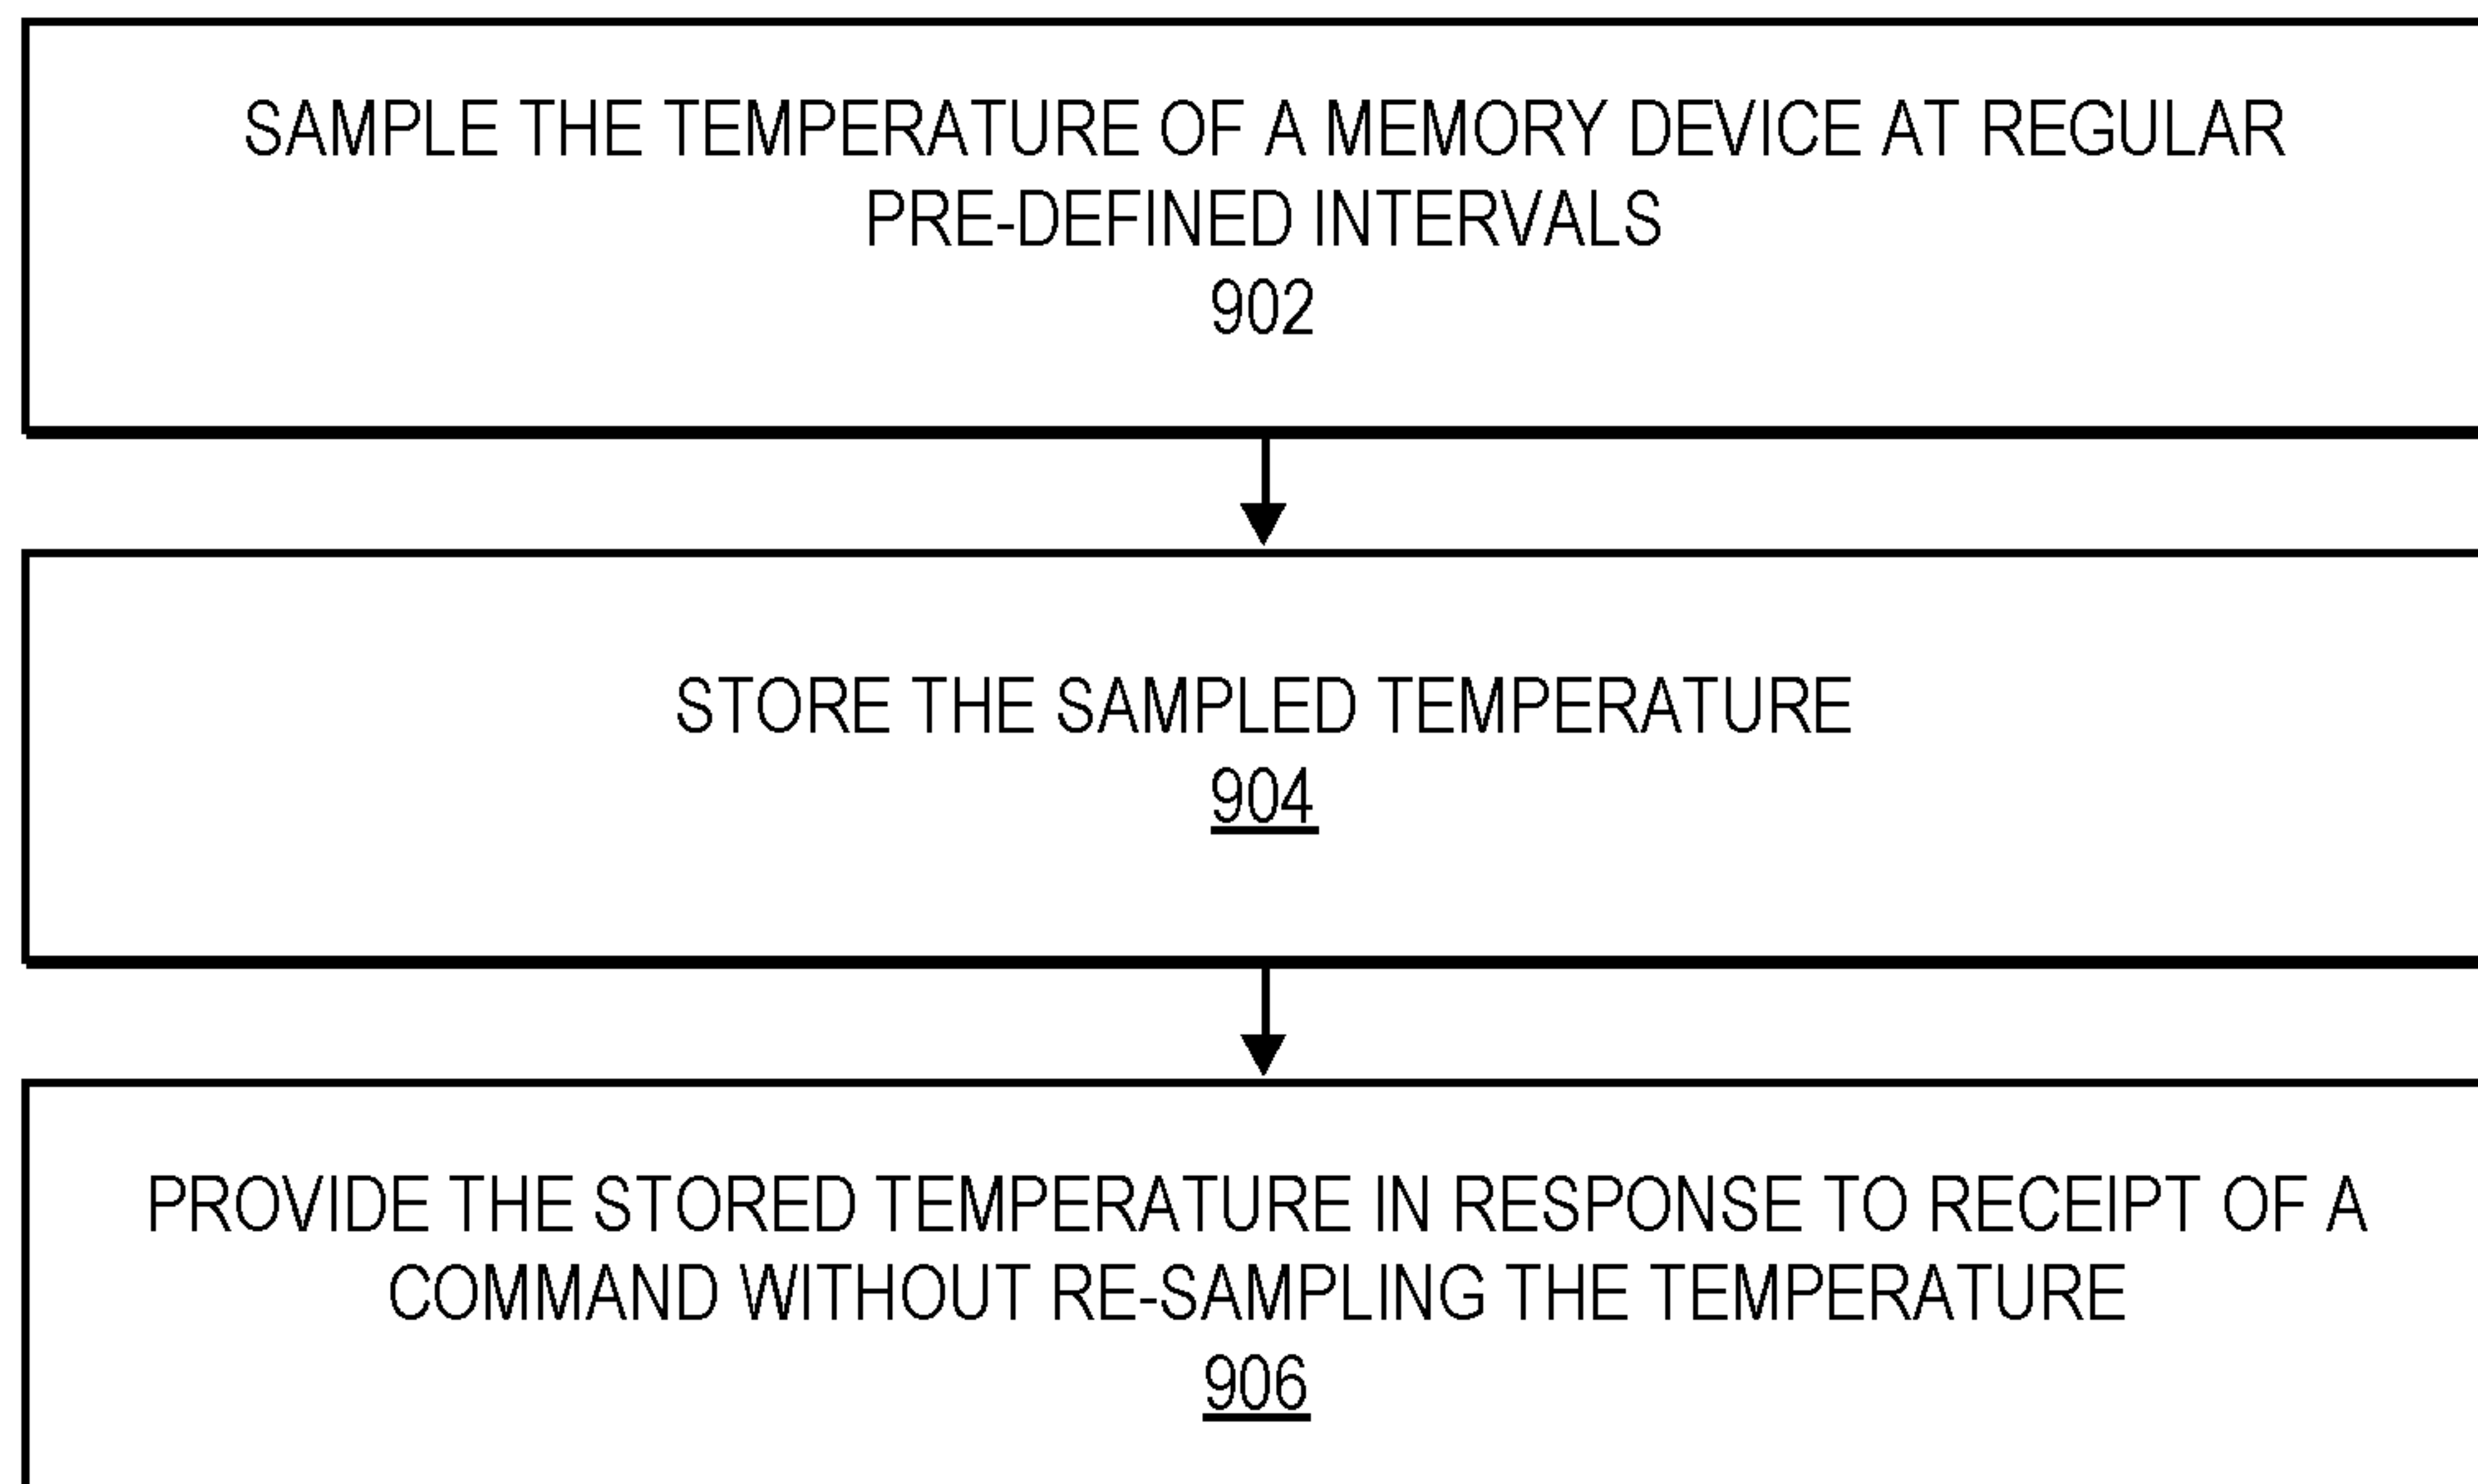 SAMPLE THE TEMPERATURE OF A MEMORY DEVICE AT REGULAR
PRE-DEFINED INTERVALS
902
STORE THE SAMPLED TEMPERATURE
904
PROVIDE THE STORED TEMPERATURE IN RESPONSE TO RECEIPT OF A
COMMAND WITHOUT RE-SAMPLING THE TEMPERATURE
906